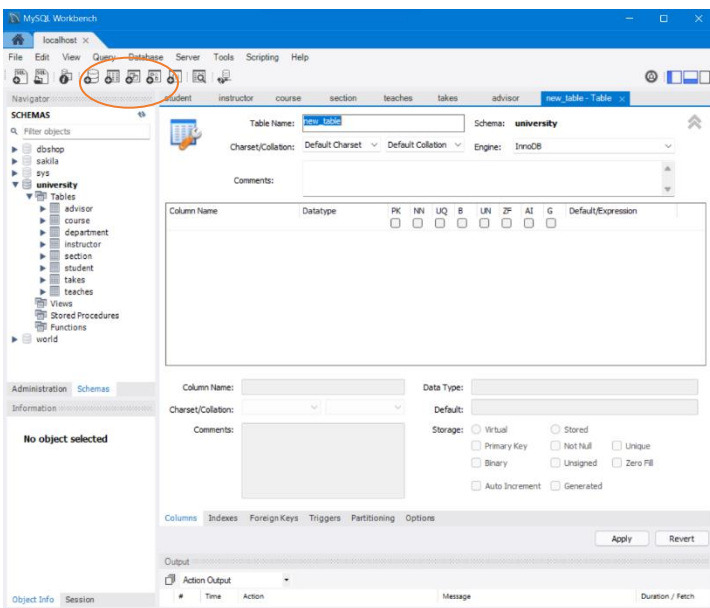 MySQL Workbench
localhost
File Edit View Query Database Server Tools Scripting Help
Navigator
student instructor course section teaches takes advisor new_table - Table
SCHEMAS
Filter objects
dbshop
sakila
sys
university
Tables
advisor
course
department
instructor
section
student
takes
teaches
Views
Stored Procedures
Functions
world
Administration Schemas
Information
No object selected
Object Info Session
Table Name: new_table Schema: university
Charset/Collation: Default Charset Default Collation Engine: InnoDB
Comments:
Column Name Datatype PK NN UQ B UN ZF AI G Default/Expression
Column Name: Data Type:
Charset/Collation: Default:
Comments: Storage: Virtual Stored
Primary Key Not Null Unique
Binary Unsigned Zero Fill
Auto Increment Generated
Columns Indexes Foreign Keys Triggers Partitioning Options
Apply Revert
Output
Action Output
# Time Action Message Duration / Fetch